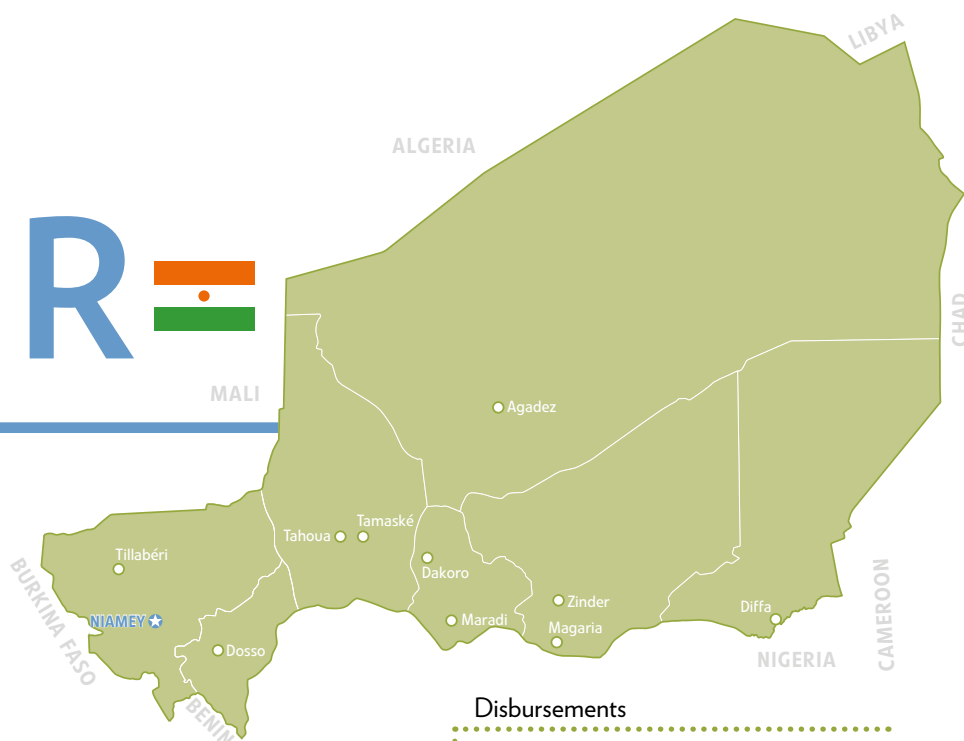 LIBYA
ALGERIA
R
CHAD
MALI
Agadez
Tahoua
Tamaské
Tillabéri
Dakoro
BURKINA FASO
CAMEROON
Zinder
Diffa
NIAMEY
Maradi
Magaria
Dosso
NIGERIA
BENIN
Disbursements